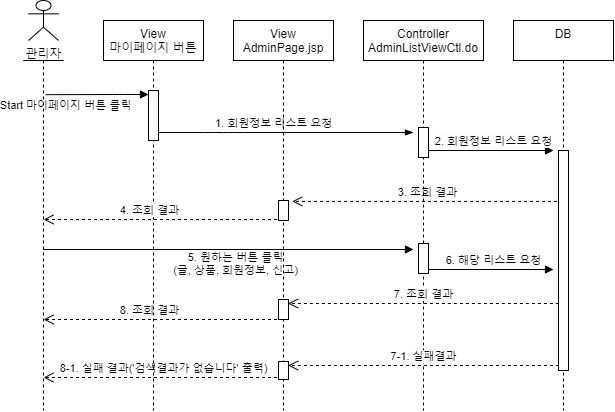 관리자
View
마이페이지 버튼
View
AdminPage.jsp
Controller
AdminListViewCtl.do
DB
Start 마이페이지 버튼 클릭
1. 회원정보 리스트 요청
2. 회원정보 리스트 요청
3. 조회 결과
4. 조회 결과
5. 원하는 버튼 클릭
(글, 상품, 회원정보, 신고)
6. 해당 리스트 요청
7. 조회 결과
8. 조회 결과
7-1. 실패결과
8-1. 실패 결과('검색결과가 없습니다' 출력)